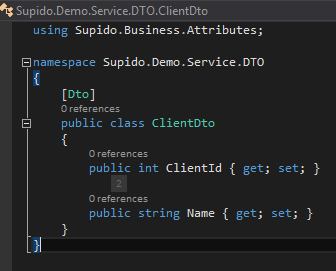 Supido.Demo.Service.DTO.ClientDto
using Supido.Business.Attributes;
namespace Supido.Demo.Service.DTO
{
[Dto]
0 references
public class ClientDto
{
0 references
public int ClientId { get; set; }
2
0 references
public string Name { get; set; }
}
}